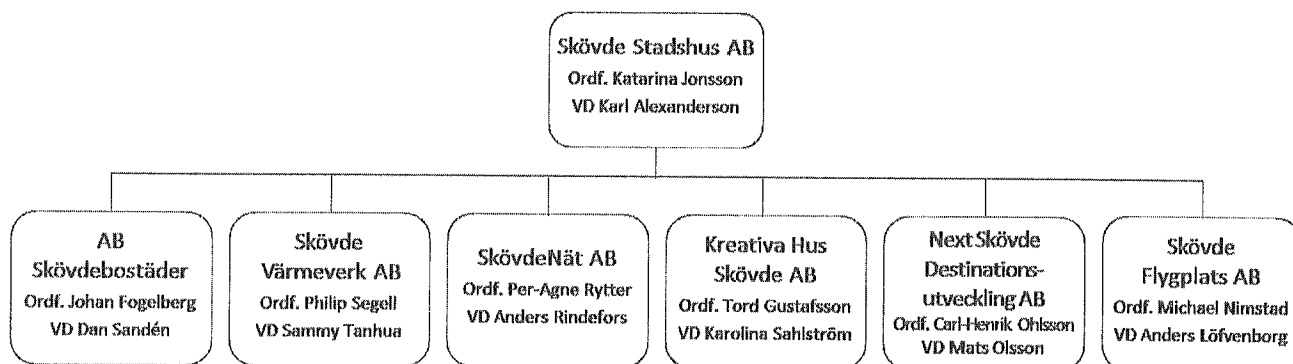 Skövde Stadshus AB
Ordf. Katarina Jonsson
VD Karl Alexanderson
AB
Skövdebostäder
Ordf. Johan Fogelberg
VD Dan Sandén
Skövde
Värmeverk AB
Ordf. Philip Segell
VD Sammy Tanhua
SkövdeNät AB
Ordf. Per-Agne Rytter
VD Anders Rindefors
Kreativa Hus
Skövde AB
Ordf. Tord Gustafsson
VD Karolina Sahlström
Next Skövde
Destinations-
utveckling AB
Ordf. Carl-Henrik Ohlsson
VD Mats Olsson
Skövde
Flygplats AB
Ordf. Michael Nimstad
VD Anders Löfvenborg